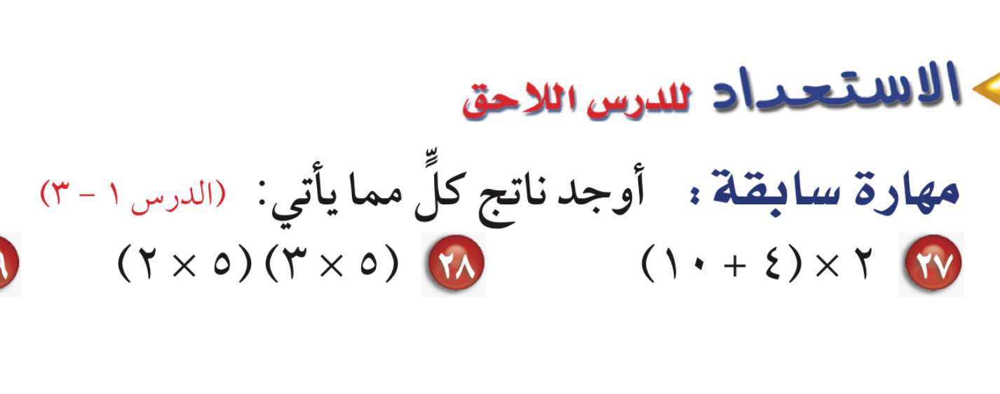 الاستعداد للدرس اللاحق
مهارة سابقة : أوجد ناتج كلٍّ مما يأتي: (الدرس ١ - ٣)
٢٧ ٢ × (٤ + ١٠) ٢٨ (٥ × ٣)(٥ × ٢) ٩